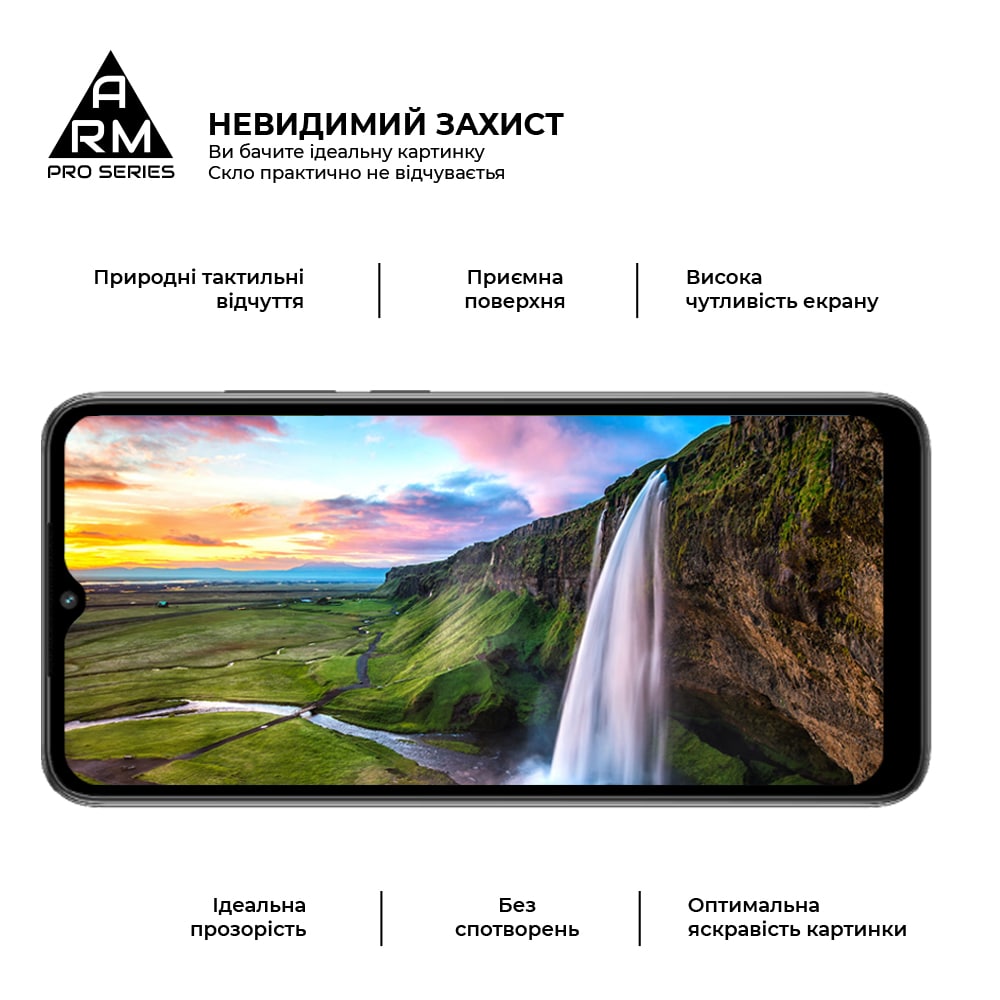 A
RM
PRO SERIES
НЕВИДИМИЙ ЗАХИСТ
Ви бачите ідеальну картинку
Скло практично не відчуваєтья
Природні тактильні
відчуття
Приємна
поверхня
Висока
чутливість екрану
Ідеальна
прозорість
Без
спотворень
Оптимальна
яскравість картинки